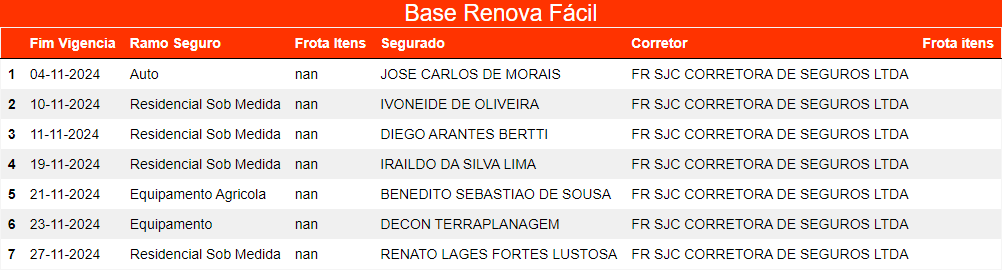 Base Renova Fácil
Fim Vigencia Ramo Seguro Frota Itens Segurado Corretor Frota itens
1 04-11-2024 Auto nan JOSE CARLOS DE MORAIS FR SJC CORRETORA DE SEGUROS LTDA
2 10-11-2024 Residencial Sob Medida nan IVONEIDE DE OLIVEIRA FR SJC CORRETORA DE SEGUROS LTDA
3 11-11-2024 Residencial Sob Medida nan DIEGO ARANTES BERTTI FR SJC CORRETORA DE SEGUROS LTDA
4 19-11-2024 Residencial Sob Medida nan IRAILDO DA SILVA LIMA FR SJC CORRETORA DE SEGUROS LTDA
5 21-11-2024 Equipamento Agricola nan BENEDITO SEBASTIAO DE SOUSA FR SJC CORRETORA DE SEGUROS LTDA
6 23-11-2024 Equipamento nan DECON TERRAPLANAGEM FR SJC CORRETORA DE SEGUROS LTDA
7 27-11-2024 Residencial Sob Medida nan RENATO LAGES FORTES LUSTOSA FR SJC CORRETORA DE SEGUROS LTDA